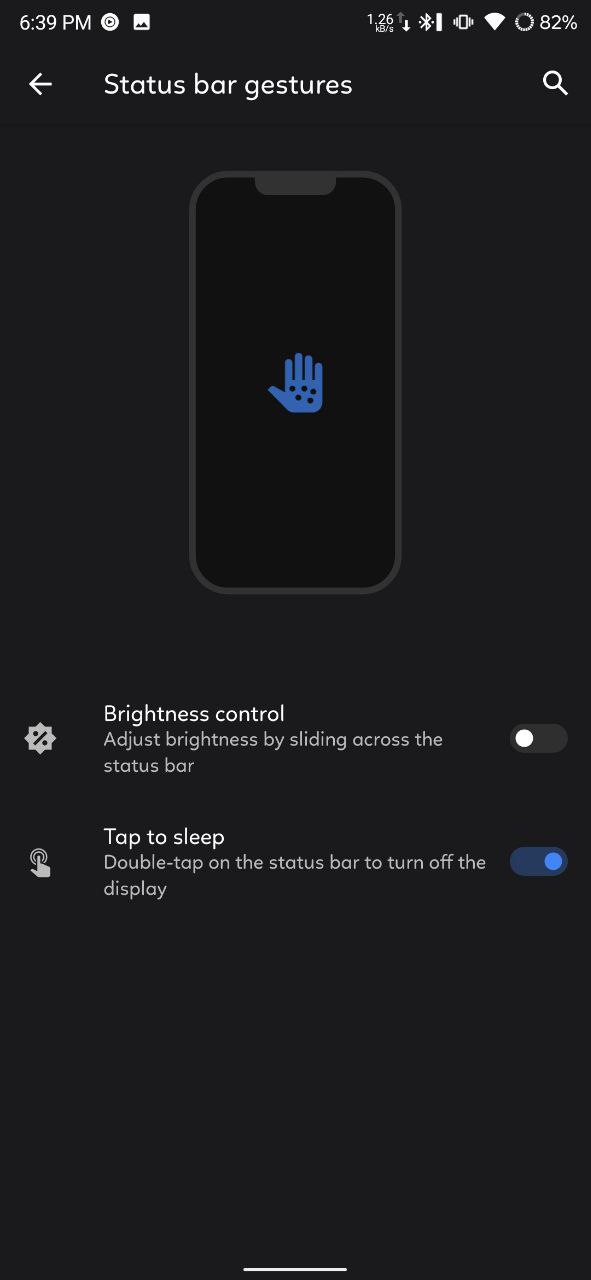 6:39 PM 1.26 kB/s 82%
Status bar gestures
Brightness control
Adjust brightness by sliding across the
status bar
Tap to sleep
Double-tap on the status bar to turn off the
display